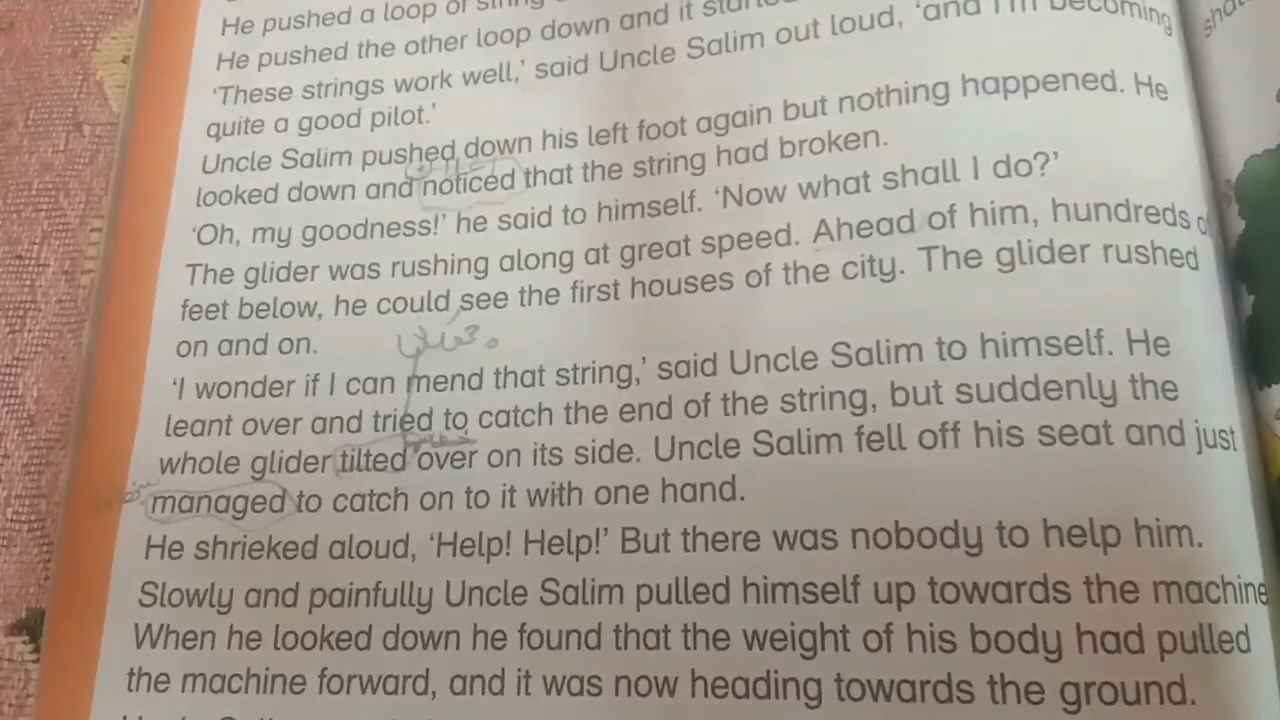 He pushed a loop of string
He pushed the other loop down and it
'These strings work well,' said Uncle Salim out loud, 'and I'm becoming
quite a good pilot.'
Uncle Salim pushed down his left foot again but nothing happened. He
looked down and noticed that the string had broken.
'Oh, my goodness!' he said to himself. 'Now what shall I do?'
The glider was rushing along at great speed. Ahead of him, hundreds
feet below, he could see the first houses of the city. The glider rushed
on and on.
'I wonder if I can mend that string,' said Uncle Salim to himself. He
leant over and tried to catch the end of the string, but suddenly the
whole glider tilted over on its side. Uncle Salim fell off his seat and just
managed to catch on to it with one hand.
He shrieked aloud, 'Help! Help!' But there was nobody to help him.
Slowly and painfully Uncle Salim pulled himself up towards the machine
When he looked down he found that the weight of his body had pulled
the machine forward, and it was now heading towards the ground.